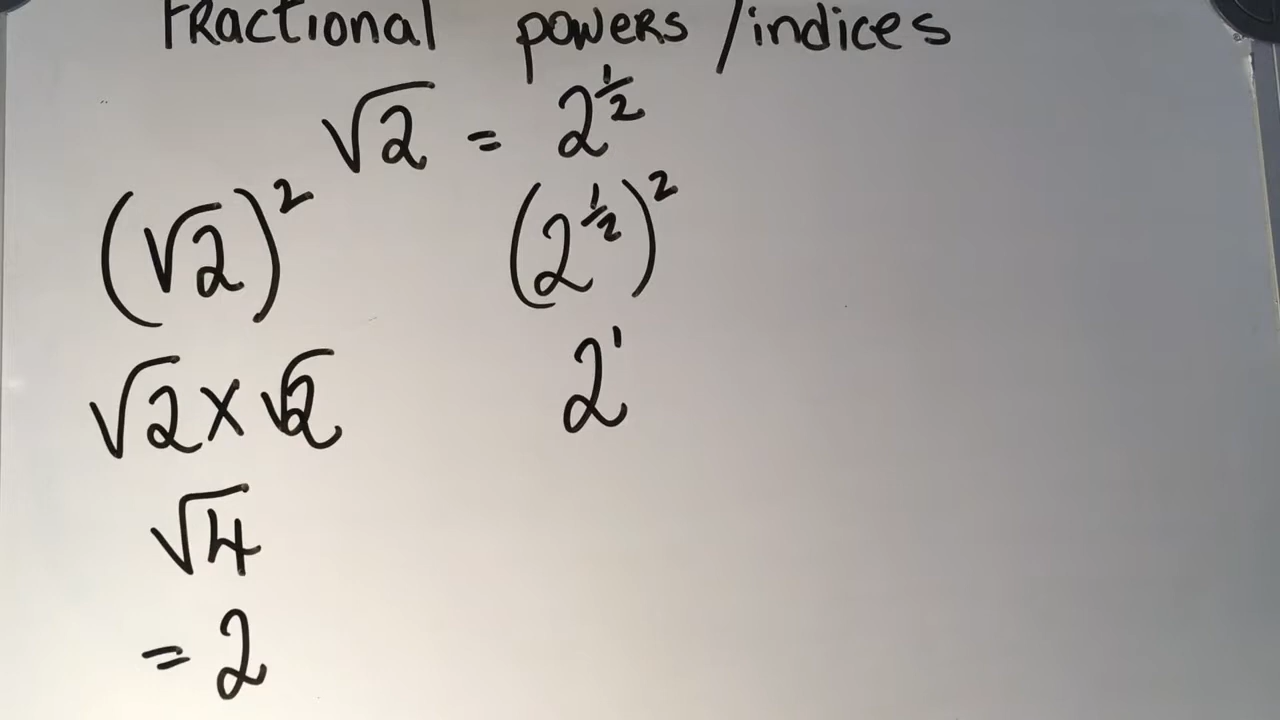 Fractional powers /indices
√2 = 2^½
(√2)² (2^½)²
√2 × √2 2¹
√4
= 2